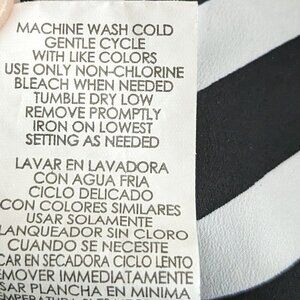 MACHINE WASH COLD
GENTLE CYCLE
WITH LIKE COLORS
USE ONLY NON-CHLORINE
BLEACH WHEN NEEDED
TUMBLE DRY LOW
REMOVE PROMPTLY
IRON ON LOWEST
SETTING AS NEEDED
LAVAR EN LAVADORA
CON AGUA FRIA
CICLO DELICADO
CON COLORES SIMILARES
USAR SOLAMENTE
LANQUEADOR SIN CLORO
CUANDO SE NECESITE
CAR EN SECADORA CICLO LENTO
EMOVER IMMEDIATAMENTE
SAR PLANCHA EN MINIMA